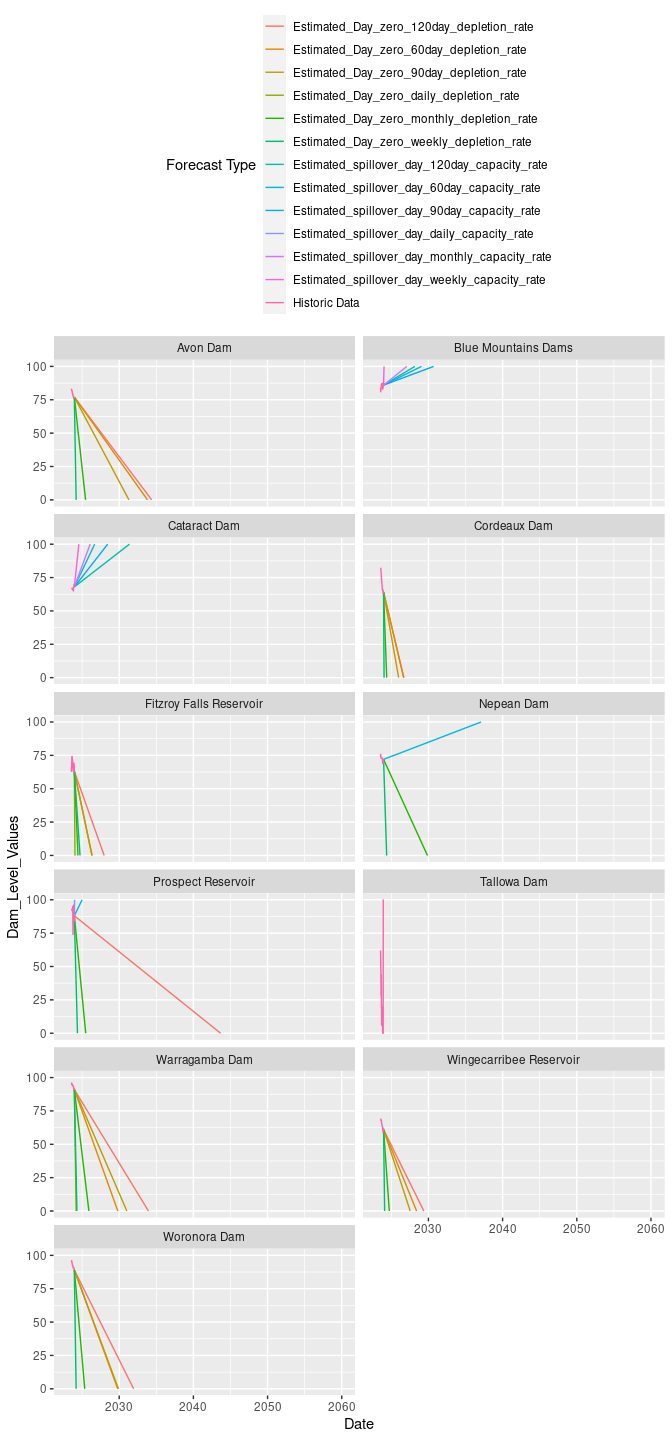 Forecast Type
Estimated_Day_zero_120day_depletion_rate
Estimated_Day_zero_60day_depletion_rate
Estimated_Day_zero_90day_depletion_rate
Estimated_Day_zero_daily_depletion_rate
Estimated_Day_zero_monthly_depletion_rate
Estimated_Day_zero_weekly_depletion_rate
Estimated_spillover_day_120day_capacity_rate
Estimated_spillover_day_60day_capacity_rate
Estimated_spillover_day_90day_capacity_rate
Estimated_spillover_day_daily_capacity_rate
Estimated_spillover_day_monthly_capacity_rate
Estimated_spillover_day_weekly_capacity_rate
Historic Data
Dam_Level_Values
Avon Dam
Blue Mountains Dams
100
75
50
25
0
Cataract Dam
Cordeaux Dam
100
75
50
25
0
Fitzroy Falls Reservoir
Nepean Dam
100
75
50
25
0
Prospect Reservoir
Tallowa Dam
100
75
50
25
0
Warragamba Dam
Wingecarribee Reservoir
100
75
50
25
0
2030 2040 2050 2060
Woronora Dam
100
75
50
25
0
2030 2040 2050 2060
Date